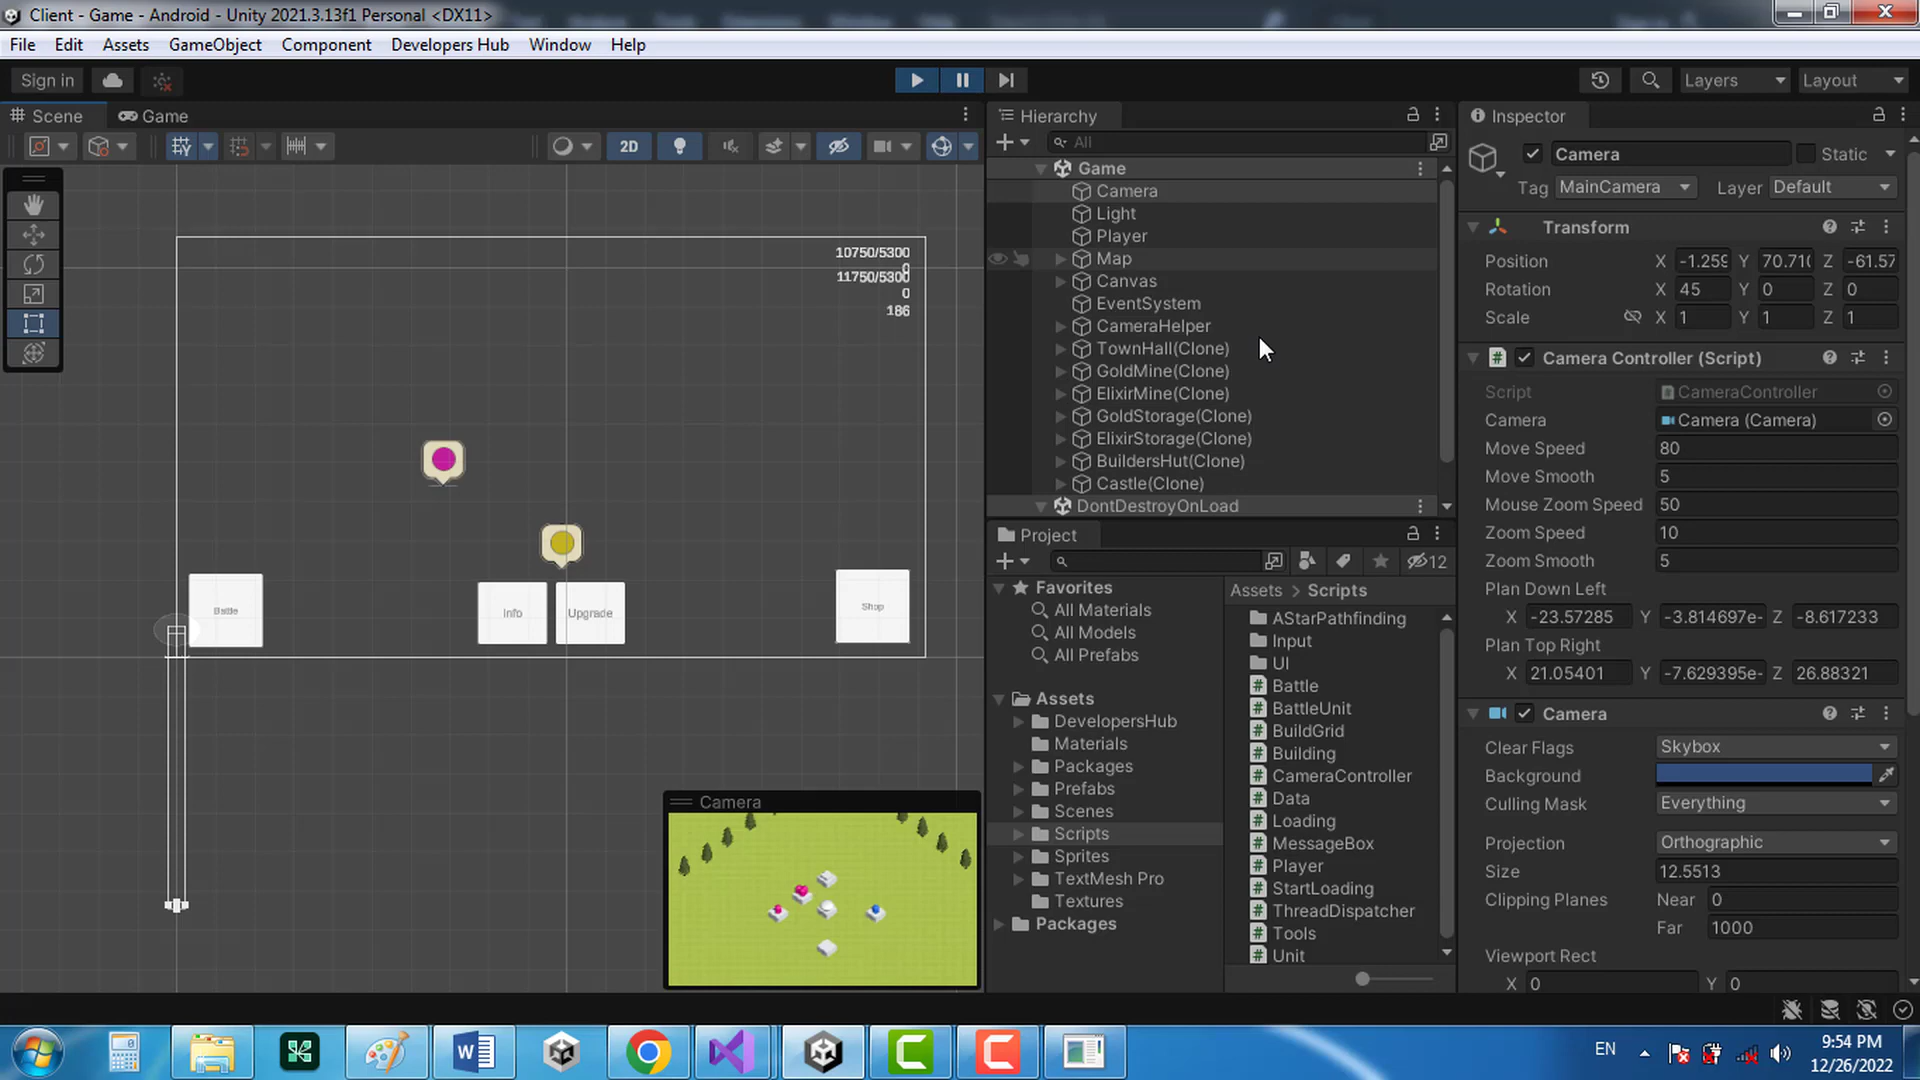 Client - Game - Android - Unity 2021.3.13f1 Personal <DX11>
File Edit Assets GameObject Component Developers Hub Window Help
Sign in Layers Layout
Scene Game
2D
10750/5300
0
11750/5300
0
186
Battle
Info
Upgrade
Shop
Camera
Hierarchy
All
Game
Camera
Light
Player
Map
Canvas
EventSystem
CameraHelper
TownHall(Clone)
GoldMine(Clone)
ElixirMine(Clone)
GoldStorage(Clone)
ElixirStorage(Clone)
BuildersHut(Clone)
Castle(Clone)
DontDestroyOnLoad
Project
12
Favorites
All Materials
All Models
All Prefabs
Assets
DevelopersHub
Materials
Packages
Prefabs
Scenes
Scripts
Sprites
TextMesh Pro
Textures
Packages
Assets > Scripts
AStarPathfinding
Input
UI
Battle
BattleUnit
BuildGrid
Building
CameraController
Data
Loading
MessageBox
Player
StartLoading
ThreadDispatcher
Tools
Unit
Inspector
Camera Static
Tag MainCamera Layer Default
Transform
Position X -1.259 Y 70.710 Z -61.57
Rotation X 45 Y 0 Z 0
Scale X 1 Y 1 Z 1
Camera Controller (Script)
Script CameraController
Camera Camera (Camera)
Move Speed 80
Move Smooth 5
Mouse Zoom Speed 50
Zoom Speed 10
Zoom Smooth 5
Plan Down Left
X -23.57285 Y -3.814697e- Z -8.617233
Plan Top Right
X 21.05401 Y -7.629395e- Z 26.88321
Camera
Clear Flags Skybox
Background
Culling Mask Everything
Projection Orthographic
Size 12.5513
Clipping Planes Near 0
Far 1000
Viewport Rect
X 0 Y 0
EN
9:54 PM
12/26/2022